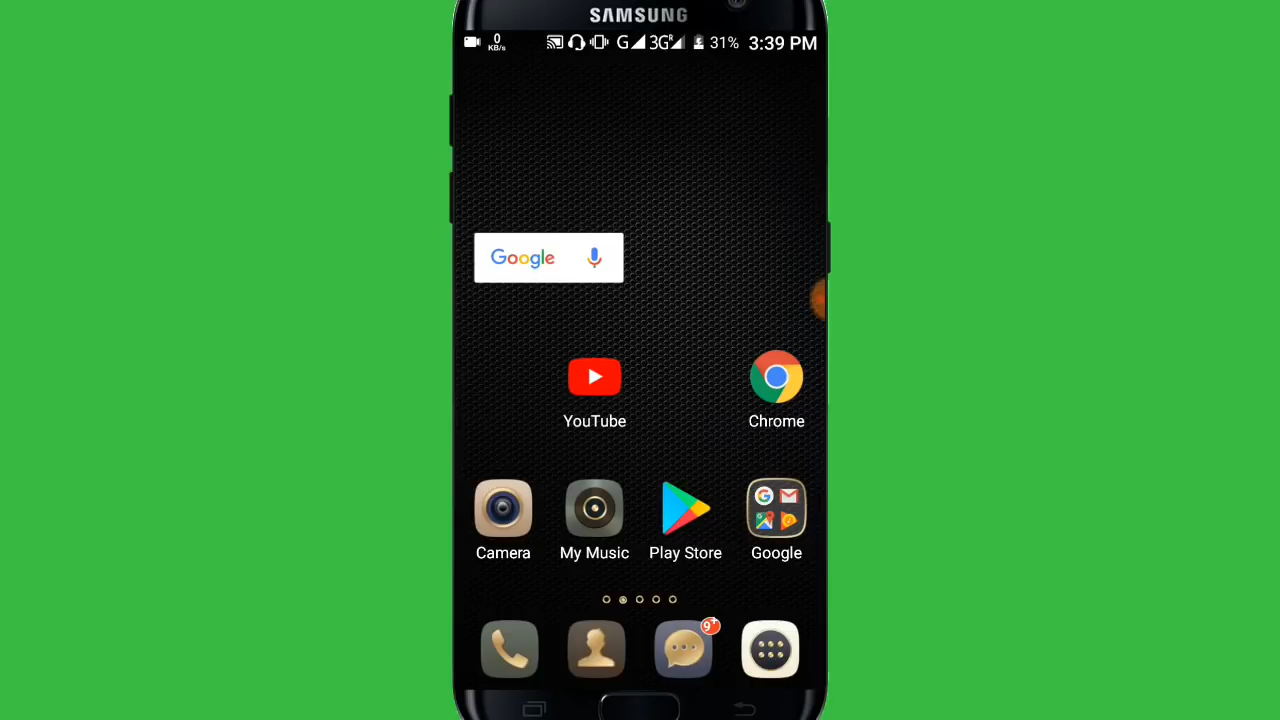 SAMSUNG
0 KB/s G 3G R 31% 3:39 PM
Google
YouTube Chrome
G
Camera My Music Play Store Google
9+